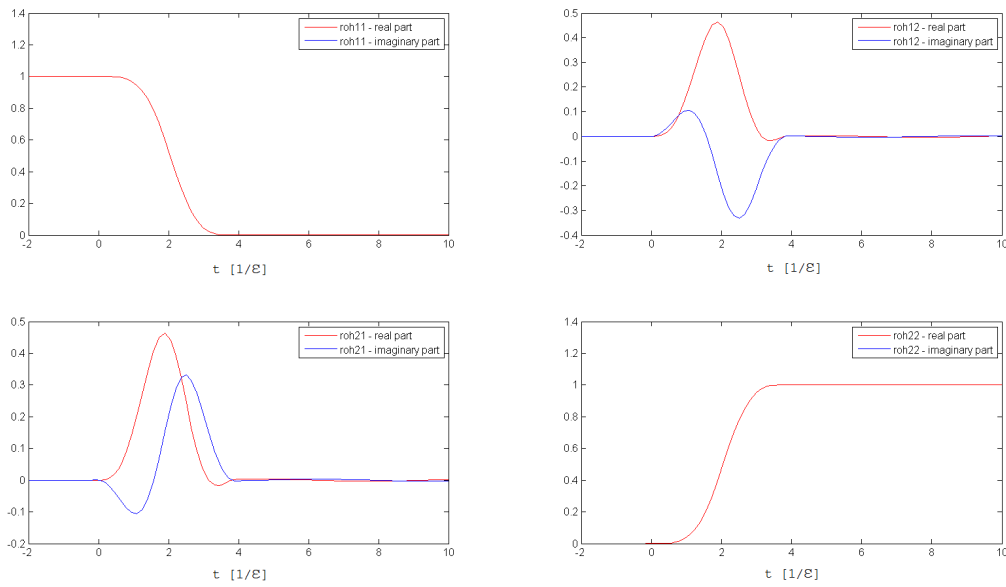 1.4
1.2
1
0.8
0.6
0.4
0.2
0
-2 0 2 4 6 8 10
t [1/ε]
roh11 - real part
roh11 - imaginary part
0.5
0.4
0.3
0.2
0.1
0
-0.1
-0.2
-0.3
-0.4
-2 0 2 4 6 8 10
t [1/ε]
roh12 - real part
roh12 - imaginary part
0.5
0.4
0.3
0.2
0.1
0
-0.1
-0.2
-2 0 2 4 6 8 10
t [1/ε]
roh21 - real part
roh21 - imaginary part
1.4
1.2
1
0.8
0.6
0.4
0.2
0
-2 0 2 4 6 8 10
t [1/ε]
roh22 - real part
roh22 - imaginary part